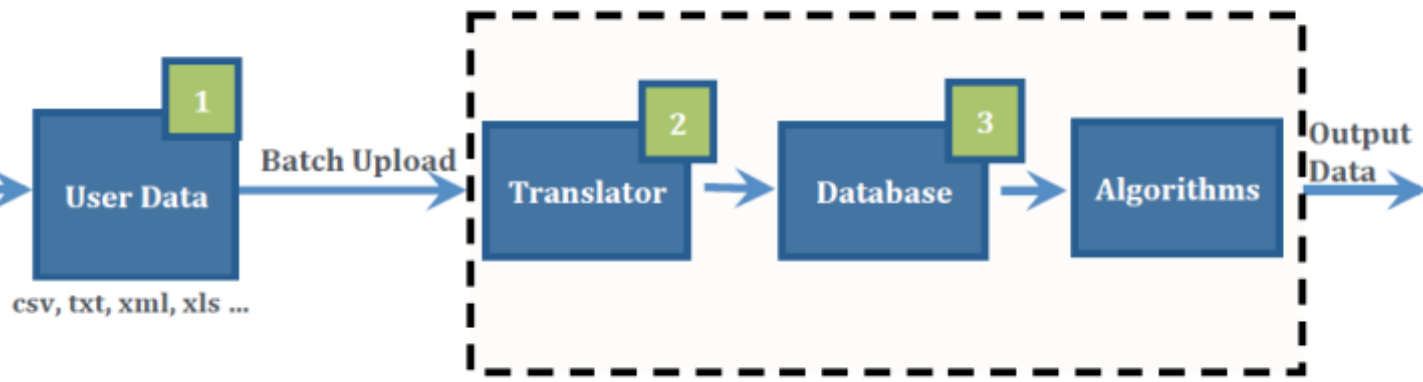 1
User Data
csv, txt, xml, xls ...
Batch Upload
2
Translator
3
Database
Algorithms
Output
Data